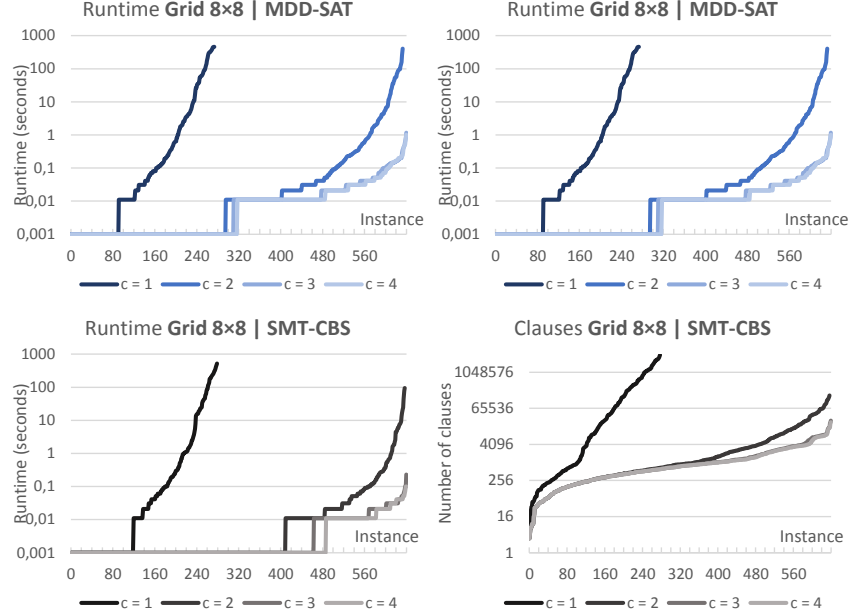 Runtime Grid 8×8 | MDD-SAT
Runtime (seconds)
1000
100
10
1
0,1
0,01
0,001
Instance
0 80 160 240 320 400 480 560
c = 1 c = 2 c = 3 c = 4
Runtime Grid 8×8 | MDD-SAT
Runtime (seconds)
1000
100
10
1
0,1
0,01
0,001
Instance
0 80 160 240 320 400 480 560
c = 1 c = 2 c = 3 c = 4
Runtime Grid 8×8 | SMT-CBS
Runtime (seconds)
1000
100
10
1
0,1
0,01
0,001
Instance
0 80 160 240 320 400 480 560
c = 1 c = 2 c = 3 c = 4
Clauses Grid 8×8 | SMT-CBS
Number of clauses
1048576
65536
4096
256
16
1
Instance
0 80 160 240 320 400 480 560
c = 1 c = 2 c = 3 c = 4